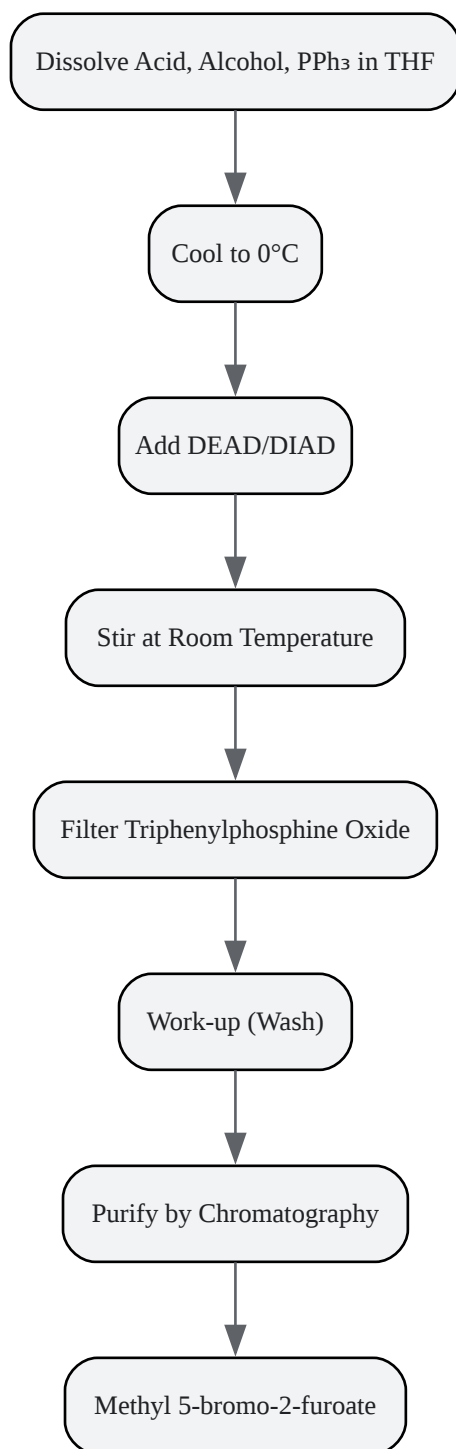 Dissolve Acid, Alcohol, PPh₃ in THF
Cool to 0°C
Add DEAD/DIAD
Stir at Room Temperature
Filter Triphenylphosphine Oxide
Work-up (Wash)
Purify by Chromatography
Methyl 5-bromo-2-furoate